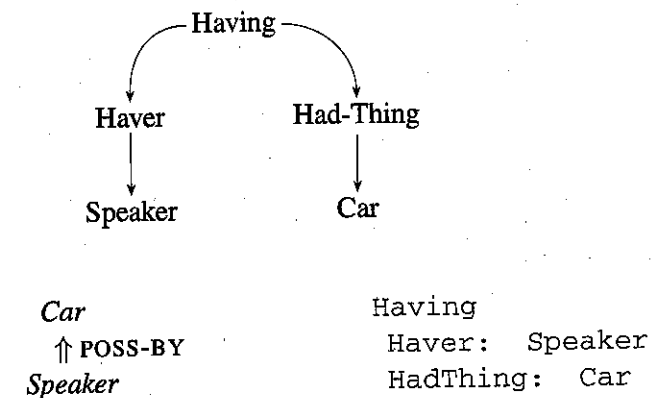 Having
Haver Had-Thing
Speaker Car
Car
⇑ POSS-BY
Speaker
Having
Haver: Speaker
HadThing: Car